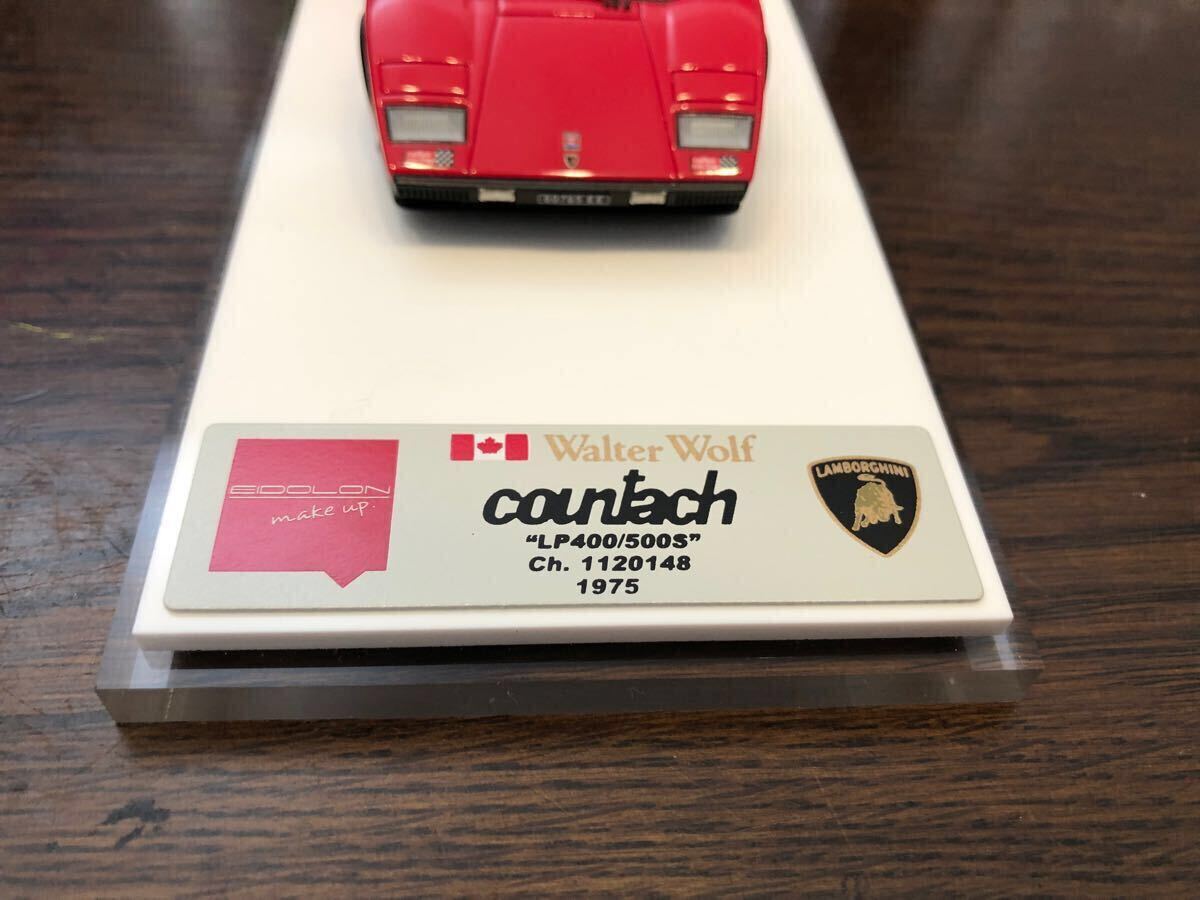 EIDOLON
make up.
Walter Wolf
countach
"LP400/500S"
Ch. 1120148
1975
LAMBORGHINI